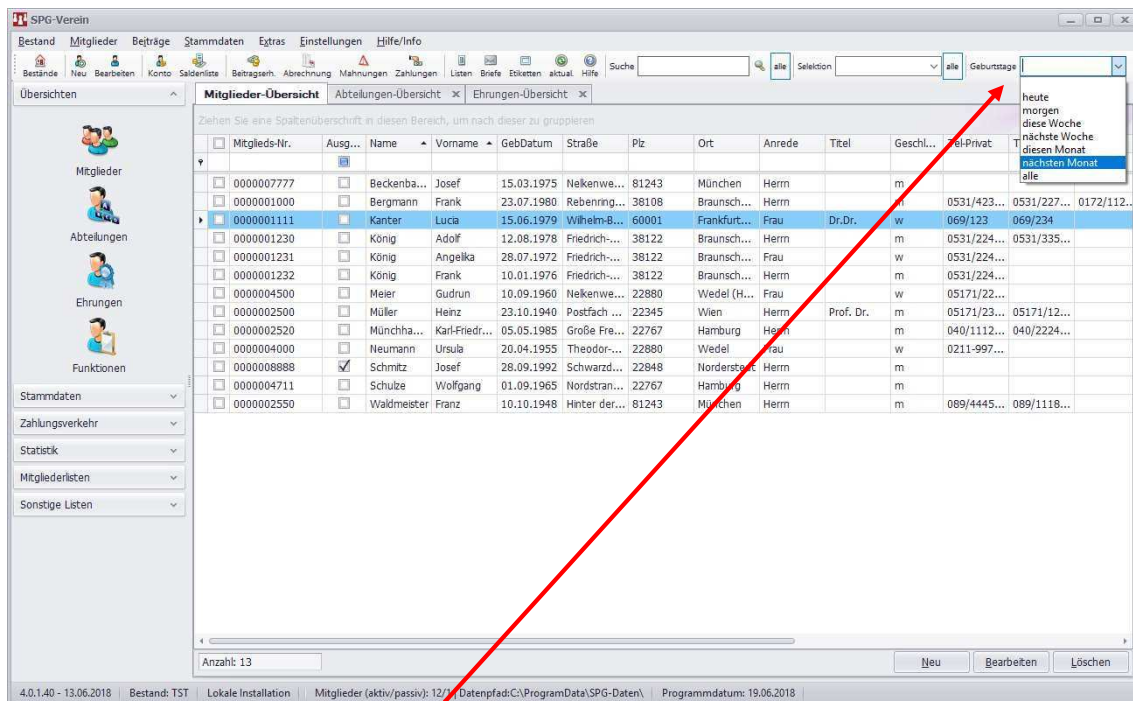 SPG-Verein
Bestand Mitglieder Beiträge Stammdaten Extras Einstellungen Hilfe/Info
Bestände Neu Bearbeiten Konto Saldenliste Beitragserh. Abrechnung Mahnungen Zahlungen Listen Briefe Etiketten aktual. Hilfe Suche alle Selektion alle Geburtstage
heute
morgen
diese Woche
nächste Woche
diesen Monat
nächsten Monat
alle
Übersichten
Mitglieder
Abteilungen
Ehrungen
Funktionen
Stammdaten
Zahlungsverkehr
Statistik
Mitgliederlisten
Sonstige Listen
Mitglieder-Übersicht Abteilungen-Übersicht × Ehrungen-Übersicht ×
Ziehen Sie eine Spaltenüberschrift in diesen Bereich, um nach dieser zu gruppieren
Mitglieds-Nr. Ausg... Name Vorname GebDatum Straße Plz Ort Anrede Titel Geschl... Tel-Privat
0000007777 Beckenba... Josef 15.03.1975 Nelkenwe... 81243 München Herrn m
0000001000 Bergmann Frank 23.07.1980 Rebenring... 38108 Braunsch... Herrn m 0531/423... 0531/227... 0172/112...
0000001111 Kanter Lucia 15.06.1979 Wilhelm-B... 60001 Frankfurt... Frau Dr.Dr. w 069/123 069/234
0000001230 König Adolf 12.08.1978 Friedrich-... 38122 Braunsch... Herrn m 0531/224... 0531/335...
0000001231 König Angelika 28.07.1972 Friedrich-... 38122 Braunsch... Frau w 0531/224...
0000001232 König Frank 10.01.1976 Friedrich-... 38122 Braunsch... Herrn m 0531/224...
0000004500 Meier Gudrun 10.09.1960 Nelkenwe... 22880 Wedel (H... Frau w 05171/22...
0000002500 Müller Heinz 23.10.1940 Postfach ... 22345 Wien Herrn Prof. Dr. m 05171/23... 05171/12...
0000002520 Münchha... Karl-Friedr... 05.05.1985 Große Fre... 22767 Hamburg Herrn m 040/1112... 040/2224...
0000004000 Neumann Ursula 20.04.1955 Theodor-... 22880 Wedel Frau w 0211-997...
0000008888 Schmitz Josef 28.09.1992 Schwarzd... 22848 Norderstedt Herrn m
0000004711 Schulze Wolfgang 01.09.1965 Nordstran... 22767 Hamburg Herrn m
0000002550 Waldmeister Franz 10.10.1948 Hinter der... 81243 München Herrn m 089/4445... 089/1118...
Anzahl: 13 Neu Bearbeiten Löschen
4.0.1.40 - 13.06.2018 Bestand: TST Lokale Installation Mitglieder (aktiv/passiv): 12/1 Datenpfad:C:\ProgramData\SPG-Daten\ Programmdatum: 19.06.2018